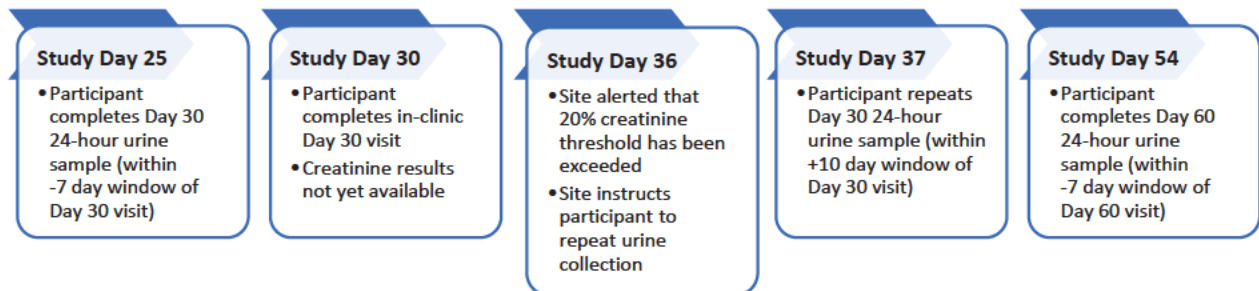 Study Day 25
• Participant
completes Day 30
24-hour urine
sample (within
-7 day window of
Day 30 visit)
Study Day 30
• Participant
completes in-clinic
Day 30 visit
• Creatinine results
not yet available
Study Day 36
• Site alerted that
20% creatinine
threshold has been
exceeded
• Site instructs
participant to
repeat urine
collection
Study Day 37
• Participant repeats
Day 30 24-hour
urine sample (within
+10 day window of
Day 30 visit)
Study Day 54
• Participant
completes Day 60
24-hour urine
sample (within
-7 day window of
Day 60 visit)